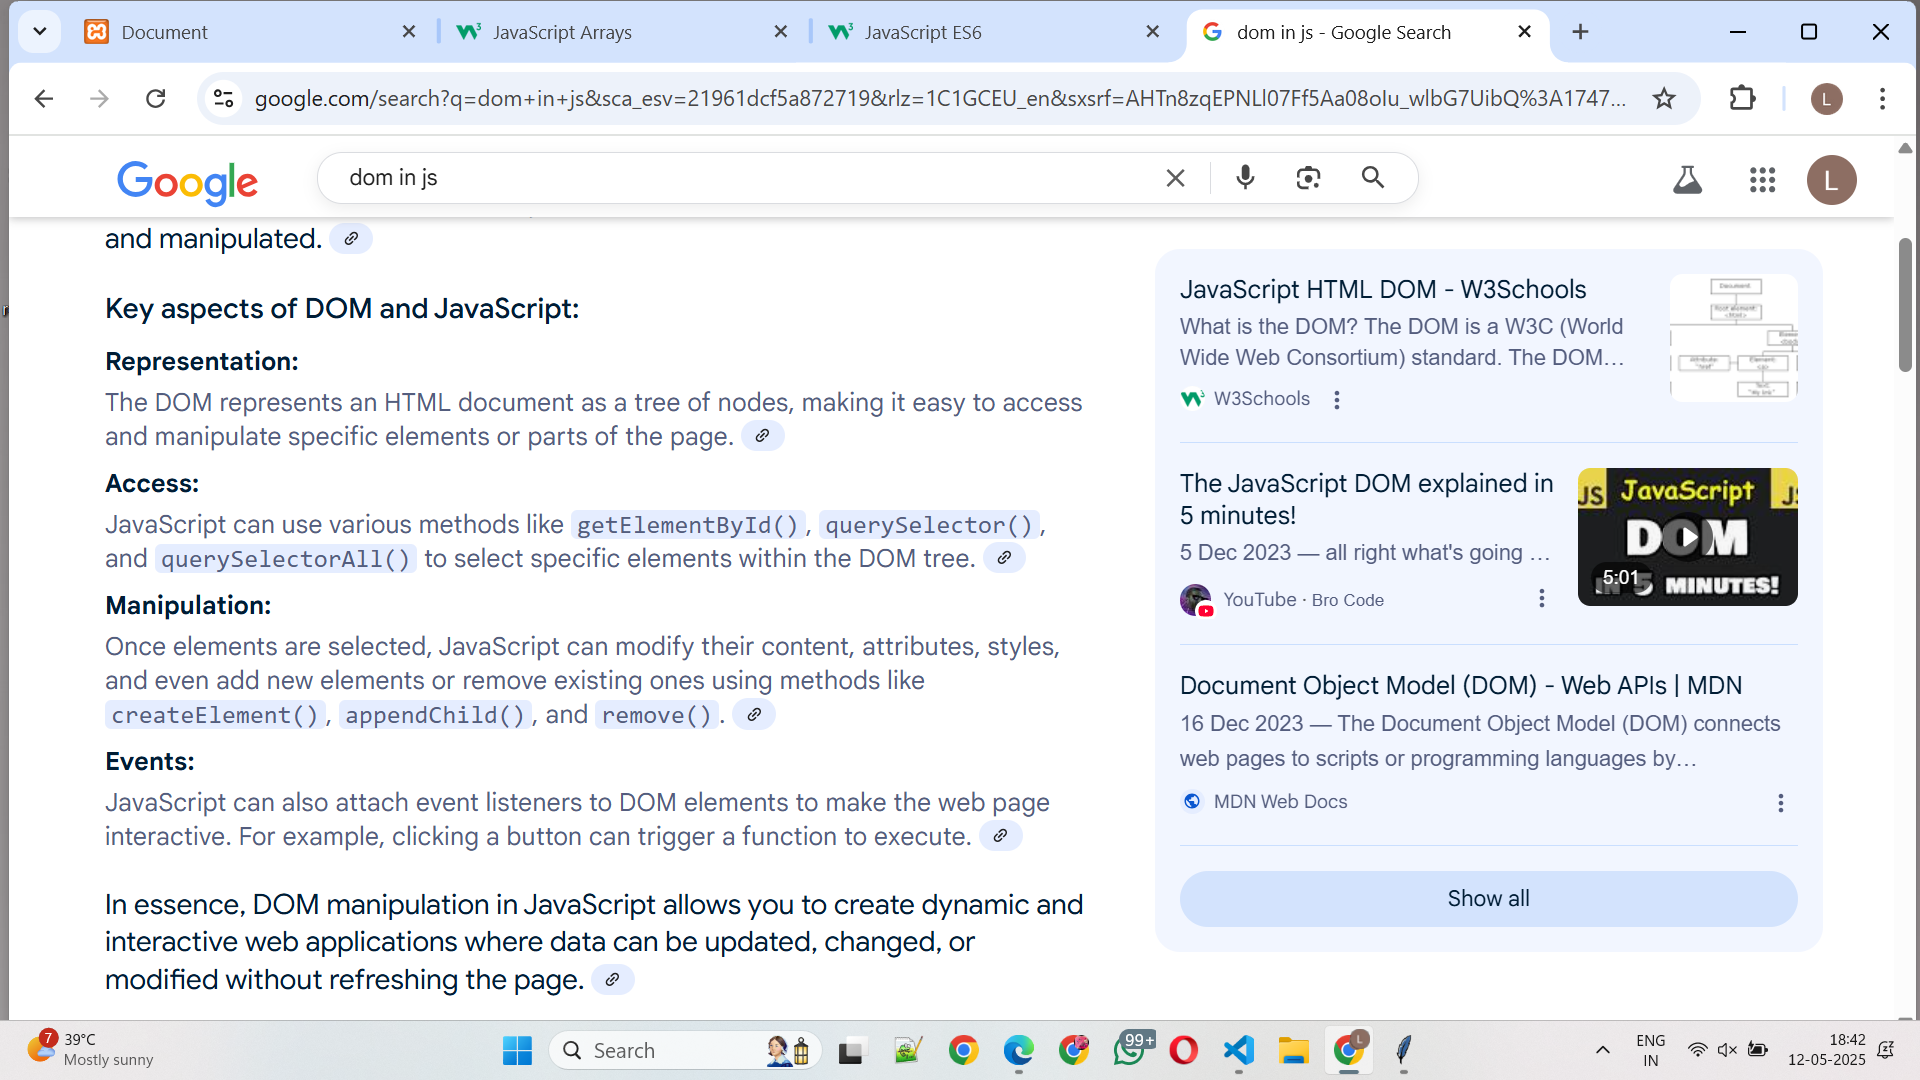 Document
JavaScript Arrays
JavaScript ES6
dom in js - Google Search
google.com/search?q=dom+in+js&sca_esv=21961dcf5a872719&rlz=1C1GCEU_en&sxsrf=AHTn8zqEPNLl07Ff5Aa08oIu_wlbG7UibQ%3A1747...
L
Google
dom in js
L
and manipulated.
Key aspects of DOM and JavaScript:
Representation:
The DOM represents an HTML document as a tree of nodes, making it easy to access
and manipulate specific elements or parts of the page.
Access:
JavaScript can use various methods like getElementById(), querySelector(),
and querySelectorAll() to select specific elements within the DOM tree.
Manipulation:
Once elements are selected, JavaScript can modify their content, attributes, styles,
and even add new elements or remove existing ones using methods like
createElement(), appendChild(), and remove().
Events:
JavaScript can also attach event listeners to DOM elements to make the web page
interactive. For example, clicking a button can trigger a function to execute.
In essence, DOM manipulation in JavaScript allows you to create dynamic and
interactive web applications where data can be updated, changed, or
modified without refreshing the page.
JavaScript HTML DOM - W3Schools
What is the DOM? The DOM is a W3C (World
Wide Web Consortium) standard. The DOM...
W3Schools
Document
The JavaScript DOM explained in
5 minutes!
5 Dec 2023 — all right what's going ...
YouTube · Bro Code
JS JavaScript
DOM
IN 5 MINUTES!
5:01
Document Object Model (DOM) - Web APIs | MDN
16 Dec 2023 — The Document Object Model (DOM) connects
web pages to scripts or programming languages by...
MDN Web Docs
Show all
7
39°C
Mostly sunny
Search
99+
L
ENG
IN
18:42
12-05-2025